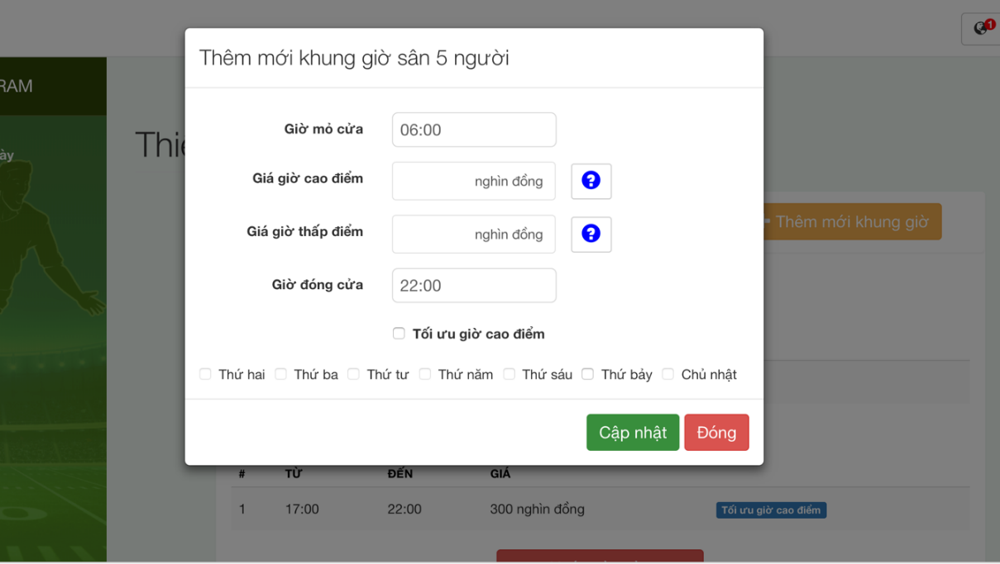 RAM
Thêm mới khung giờ sân 5 người
Giờ mỏ cửa 06:00
Giá giờ cao điểm nghìn đồng
Giá giờ thấp điểm nghìn đồng
Giờ đóng cửa 22:00
Tối ưu giờ cao điểm
Thứ hai Thứ ba Thứ tư Thứ năm Thứ sáu Thứ bảy Chủ nhật
Cập nhật Đóng
1
Thêm mới khung giờ
# TỪ ĐẾN GIÁ
1 17:00 22:00 300 nghìn đồng Tối ưu giờ cao điểm